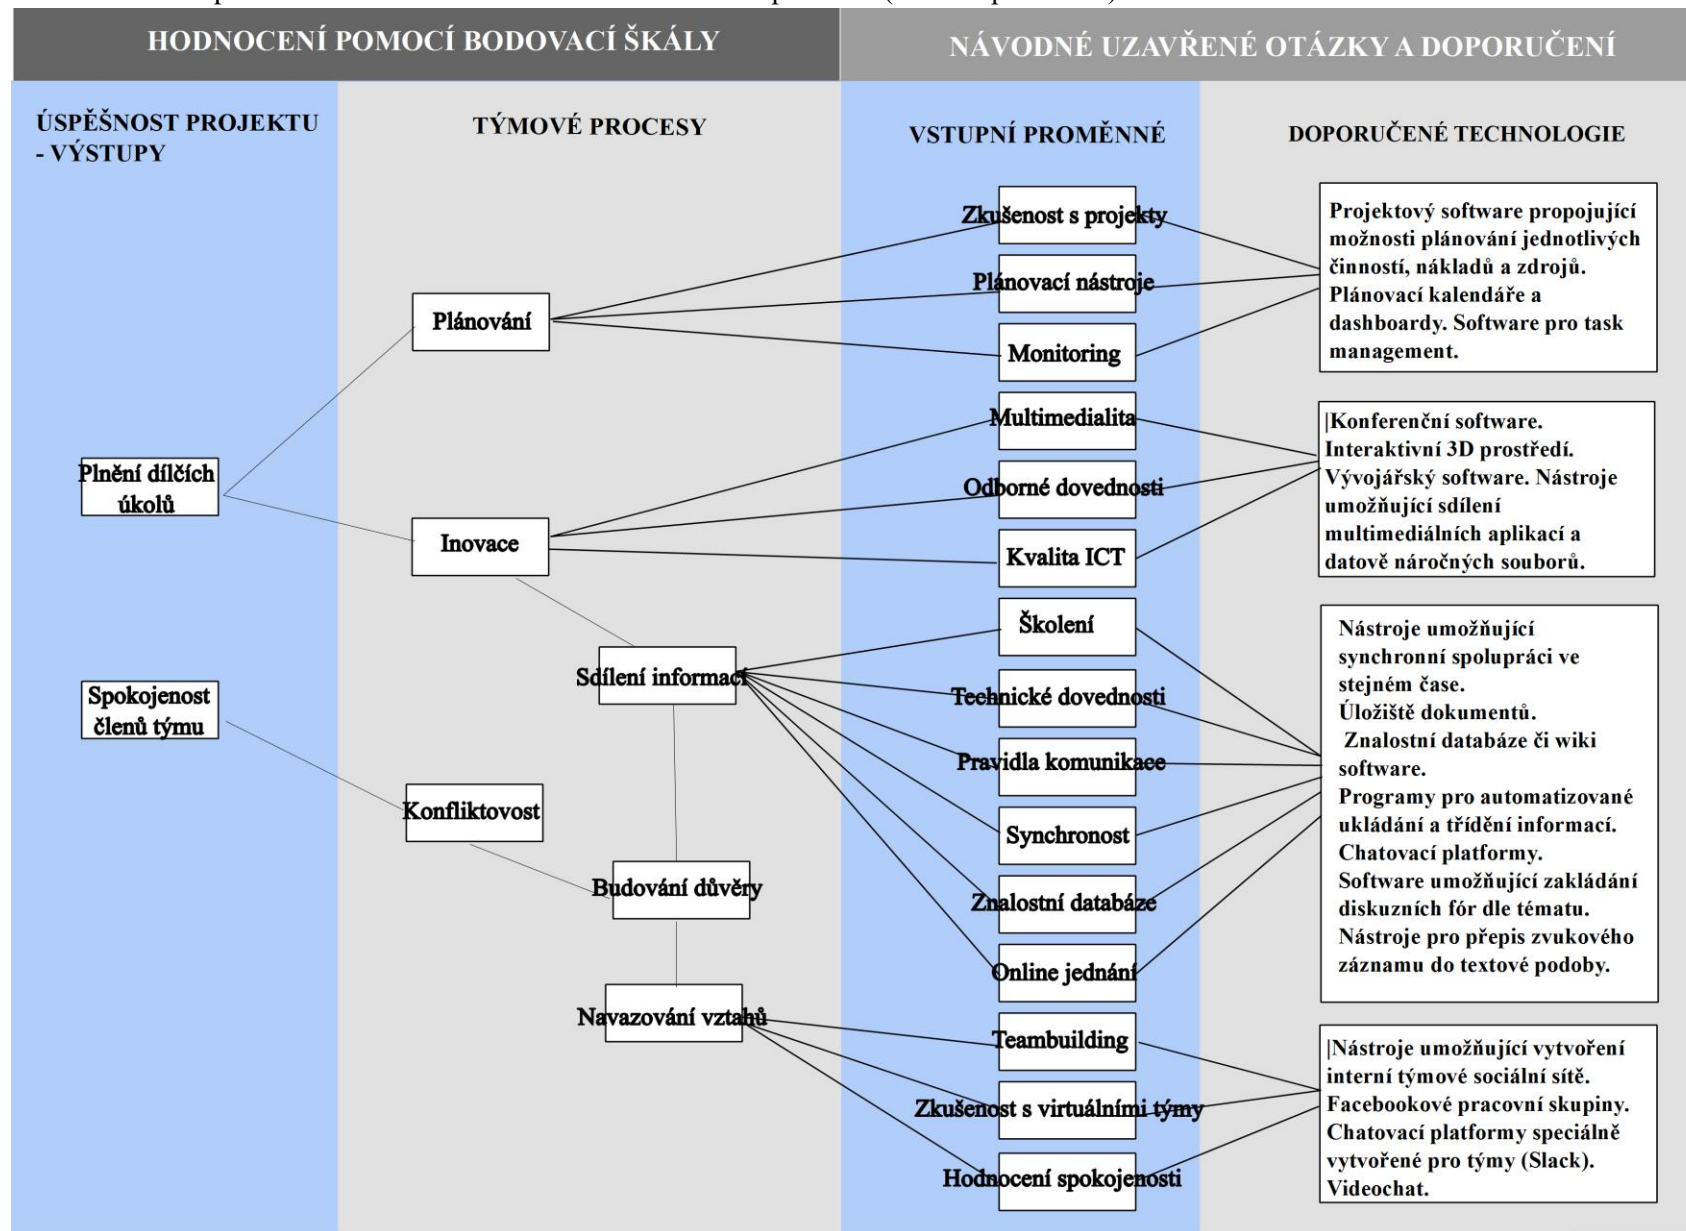 HODNOCENÍ POMOCÍ BODOVACÍ ŠKÁLY
NÁVODNÉ UZAVŘENÉ OTÁZKY A DOPORUČENÍ
ÚSPĚŠNOST PROJEKTU
- VÝSTUPY
TÝMOVÉ PROCESY
VSTUPNÍ PROMĚNNÉ
DOPORUČENÉ TECHNOLOGIE
Plnění dílčích
úkolů
Spokojenost
členů týmu
Plánování
Inovace
Sdílení informací
Konfliktovost
Budování důvěry
Navazování vztahů
Zkušenost s projekty
Plánovací nástroje
Monitoring
Multimedialita
Odborné dovednosti
Kvalita ICT
Školení
Technické dovednosti
Pravidla komunikace
Synchronost
Znalostní databáze
Online jednání
Teambuilding
Zkušenost s virtuálními týmy
Hodnocení spokojenosti
Projektový software propojující
možnosti plánování jednotlivých
činností, nákladů a zdrojů.
Plánovací kalendáře a
dashboardy. Software pro task
management.
|Konferenční software.
Interaktivní 3D prostředí.
Vývojářský software. Nástroje
umožňující sdílení
multimediálních aplikací a
datově náročných souborů.
Nástroje umožňující
synchronní spolupráci ve
stejném čase.
Úložiště dokumentů.
Znalostní databáze či wiki
software.
Programy pro automatizované
ukládání a třídění informací.
Chatovací platformy.
Software umožňující zakládání
diskuzních fór dle tématu.
Nástroje pro přepis zvukového
záznamu do textové podoby.
|Nástroje umožňující vytvoření
interní týmové sociální sítě.
Facebookové pracovní skupiny.
Chatovací platformy speciálně
vytvořené pro týmy (Slack).
Videochat.